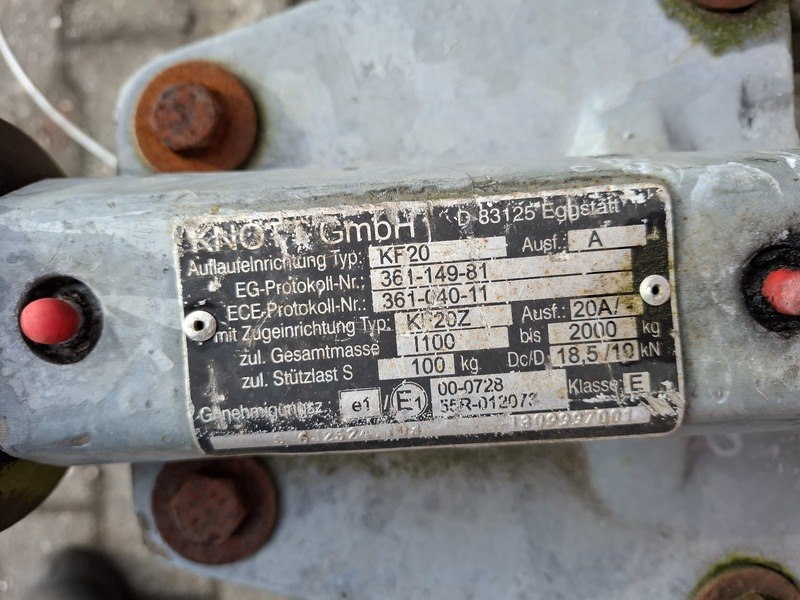 KNOTT GmbH D-83125 Eggstätt
Auflaufeinrichtung Typ: KF20 Ausf.: A
EG-Protokoll-Nr.: 361-149-81
ECE-Protokoll-Nr.: 361-040-11
mit Zugeinrichtung Typ: KF20Z Ausf.: 20A/
zul. Gesamtmasse 1100 bis 2000 kg
zul. Stützlast S 100 kg Dc/D 18,5/19 kN
Genehmigungsz. e1 / E1 00-0728 Klasse E
55R-012073
1809997001